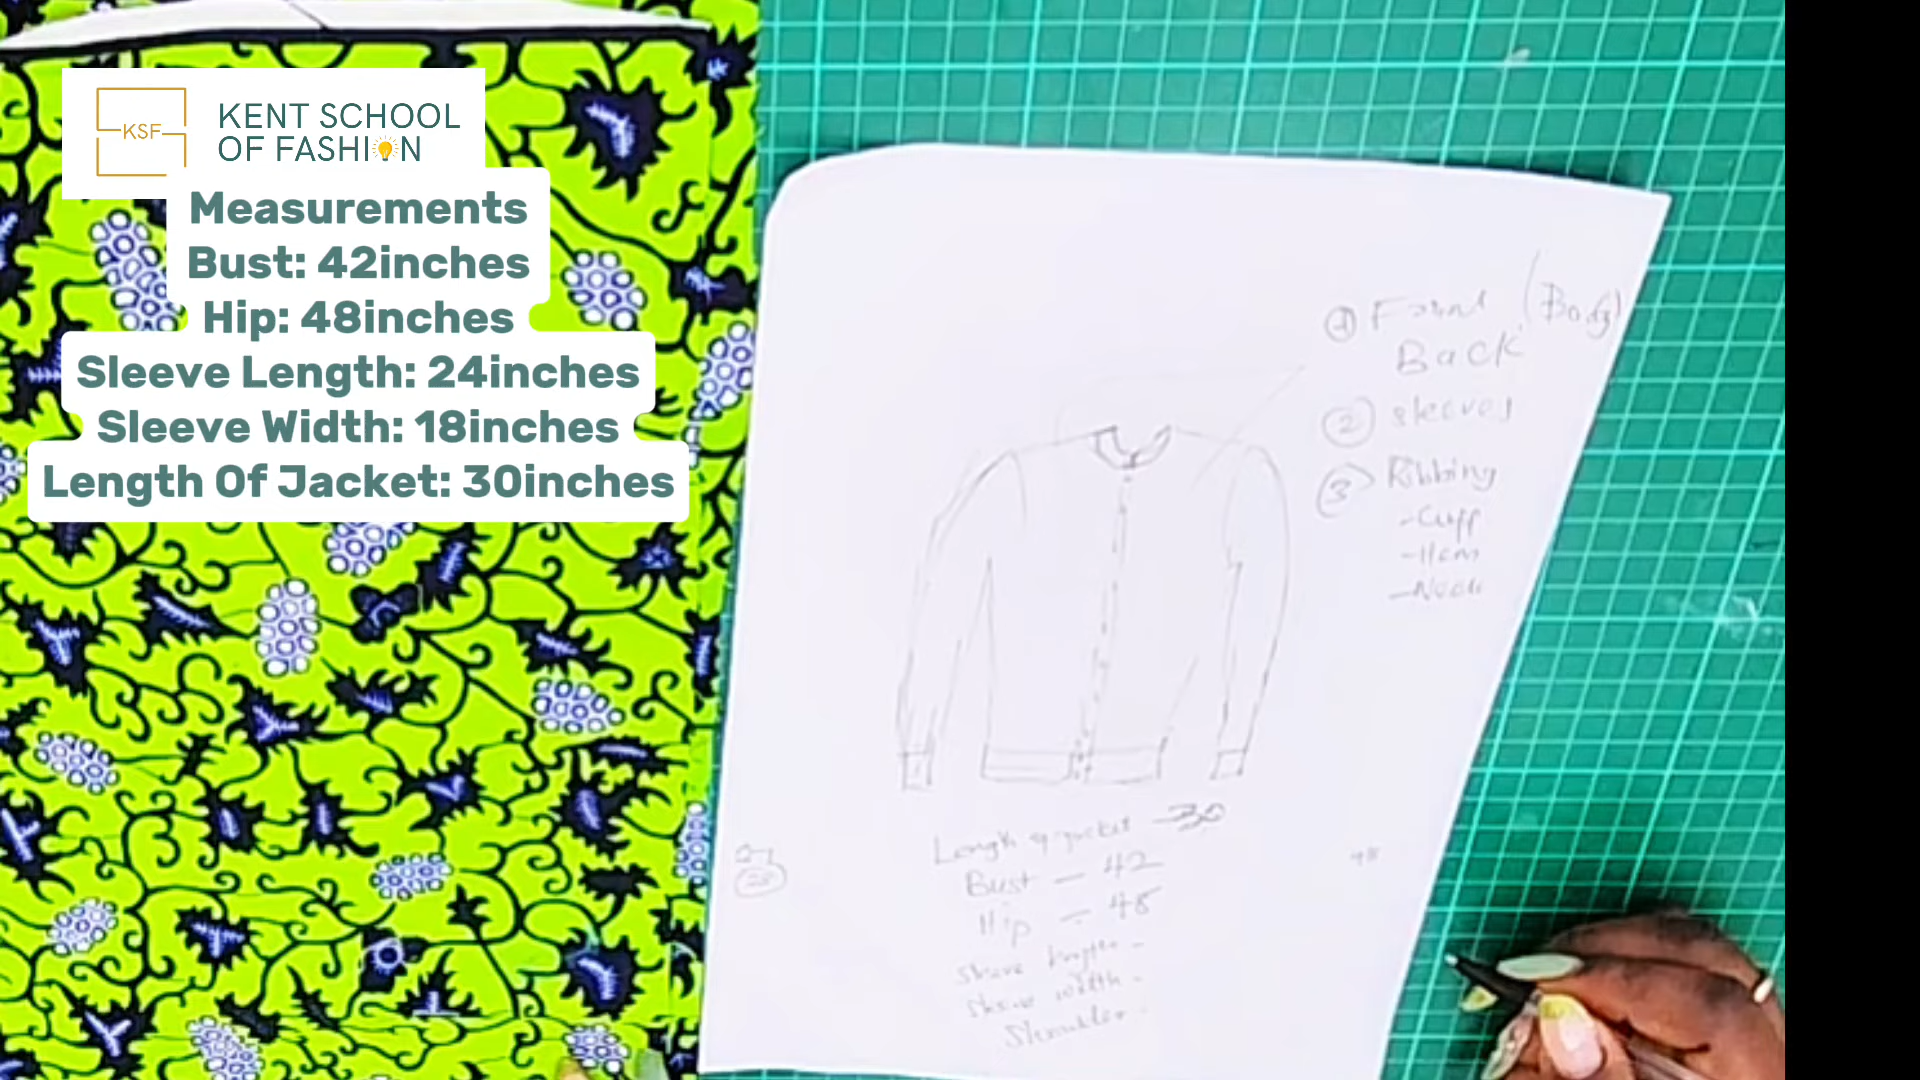 KSF
KENT SCHOOL
OF FASHION
Measurements
Bust: 42inches
Hip: 48inches
Sleeve Length: 24inches
Sleeve Width: 18inches
Length Of Jacket: 30inches
① Front (Body)
Back
② Sleeves
③ Ribbing
- Cuff
- Hem
- Neck
Length of jacket - 30
Bust - 42
Hip - 48
Sleeve length -
Sleeve width -
Shoulder -